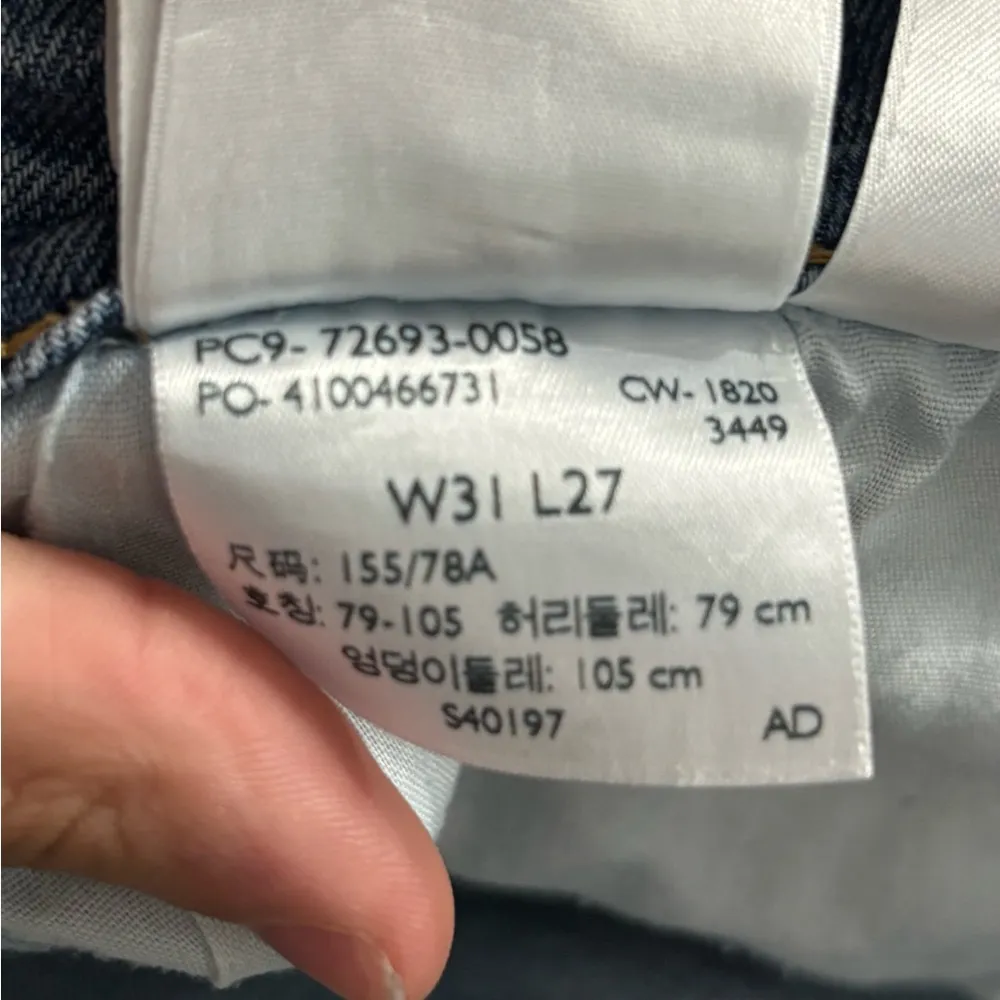 PC9- 72693-0058
PO- 4100466731 CW- 1820
3449
W31 L27
尺码: 155/78A
호칭: 79-105 허리둘레: 79 cm
엉덩이둘레: 105 cm
S40197 AD